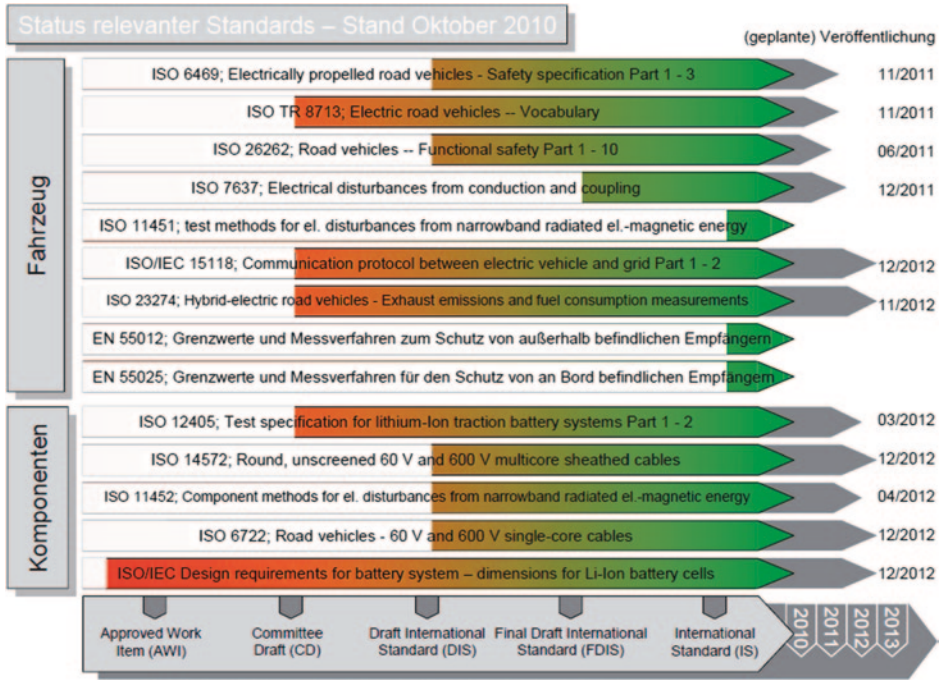 Status relevanter Standards – Stand Oktober 2010
(geplante) Veröffentlichung
Fahrzeug
ISO 6469; Electrically propelled road vehicles - Safety specification Part 1 - 3
11/2011
ISO TR 8713; Electric road vehicles -- Vocabulary
11/2011
ISO 26262; Road vehicles -- Functional safety Part 1 - 10
06/2011
ISO 7637; Electrical disturbances from conduction and coupling
12/2011
ISO 11451; test methods for el. disturbances from narrowband radiated el.-magnetic energy
ISO/IEC 15118; Communication protocol between electric vehicle and grid Part 1 - 2
12/2012
ISO 23274; Hybrid-electric road vehicles - Exhaust emissions and fuel consumption measurements
11/2012
EN 55012; Grenzwerte und Messverfahren zum Schutz von außerhalb befindlichen Empfängern
EN 55025; Grenzwerte und Messverfahren für den Schutz von an Bord befindlichen Empfängern
Komponenten
ISO 12405; Test specification for lithium-Ion traction battery systems Part 1 - 2
03/2012
ISO 14572; Round, unscreened 60 V and 600 V multicore sheathed cables
12/2012
ISO 11452; Component methods for el. disturbances from narrowband radiated el.-magnetic energy
04/2012
ISO 6722; Road vehicles - 60 V and 600 V single-core cables
12/2012
ISO/IEC Design requirements for battery system – dimensions for Li-Ion battery cells
12/2012
Approved Work
Item (AWI)
Committee
Draft (CD)
Draft International
Standard (DIS)
Final Draft International
Standard (FDIS)
International
Standard (IS)
2010
2011
2012
2013